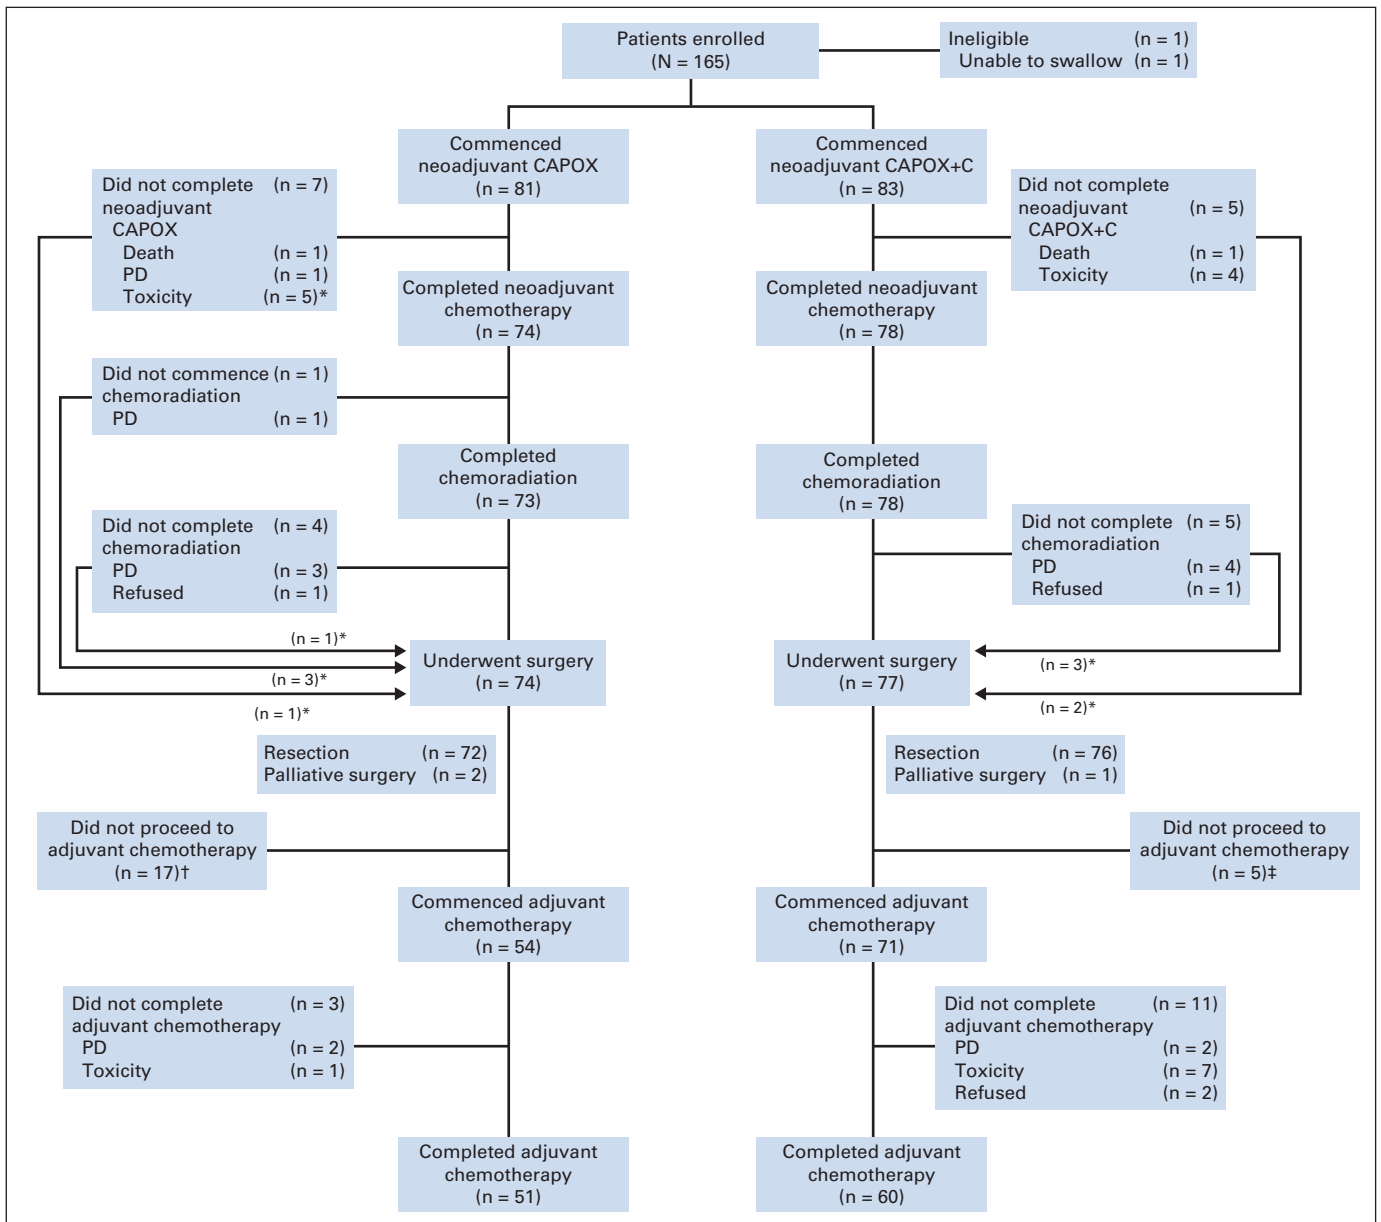 Patients enrolled
(N = 165)
Ineligible (n = 1)
Unable to swallow (n = 1)
Commenced
neoadjuvant CAPOX
(n = 81)
Commenced
neoadjuvant CAPOX+C
(n = 83)
Did not complete (n = 7)
neoadjuvant
CAPOX
Death (n = 1)
PD (n = 1)
Toxicity (n = 5)*
Did not complete
neoadjuvant (n = 5)
CAPOX+C
Death (n = 1)
Toxicity (n = 4)
Completed neoadjuvant
chemotherapy
(n = 74)
Completed neoadjuvant
chemotherapy
(n = 78)
Did not commence (n = 1)
chemoradiation
PD (n = 1)
Completed
chemoradiation
(n = 73)
Completed
chemoradiation
(n = 78)
Did not complete (n = 4)
chemoradiation
PD (n = 3)
Refused (n = 1)
Did not complete (n = 5)
chemoradiation
PD (n = 4)
Refused (n = 1)
(n = 1)*
(n = 3)*
(n = 1)*
Underwent surgery
(n = 74)
Underwent surgery
(n = 77)
(n = 3)*
(n = 2)*
Resection (n = 72)
Palliative surgery (n = 2)
Resection (n = 76)
Palliative surgery (n = 1)
Did not proceed to
adjuvant chemotherapy
(n = 17)†
Did not proceed to
adjuvant chemotherapy
(n = 5)‡
Commenced adjuvant
chemotherapy
(n = 54)
Commenced adjuvant
chemotherapy
(n = 71)
Did not complete (n = 3)
adjuvant chemotherapy
PD (n = 2)
Toxicity (n = 1)
Did not complete (n = 11)
adjuvant chemotherapy
PD (n = 2)
Toxicity (n = 7)
Refused (n = 2)
Completed adjuvant
chemotherapy
(n = 51)
Completed adjuvant
chemotherapy
(n = 60)